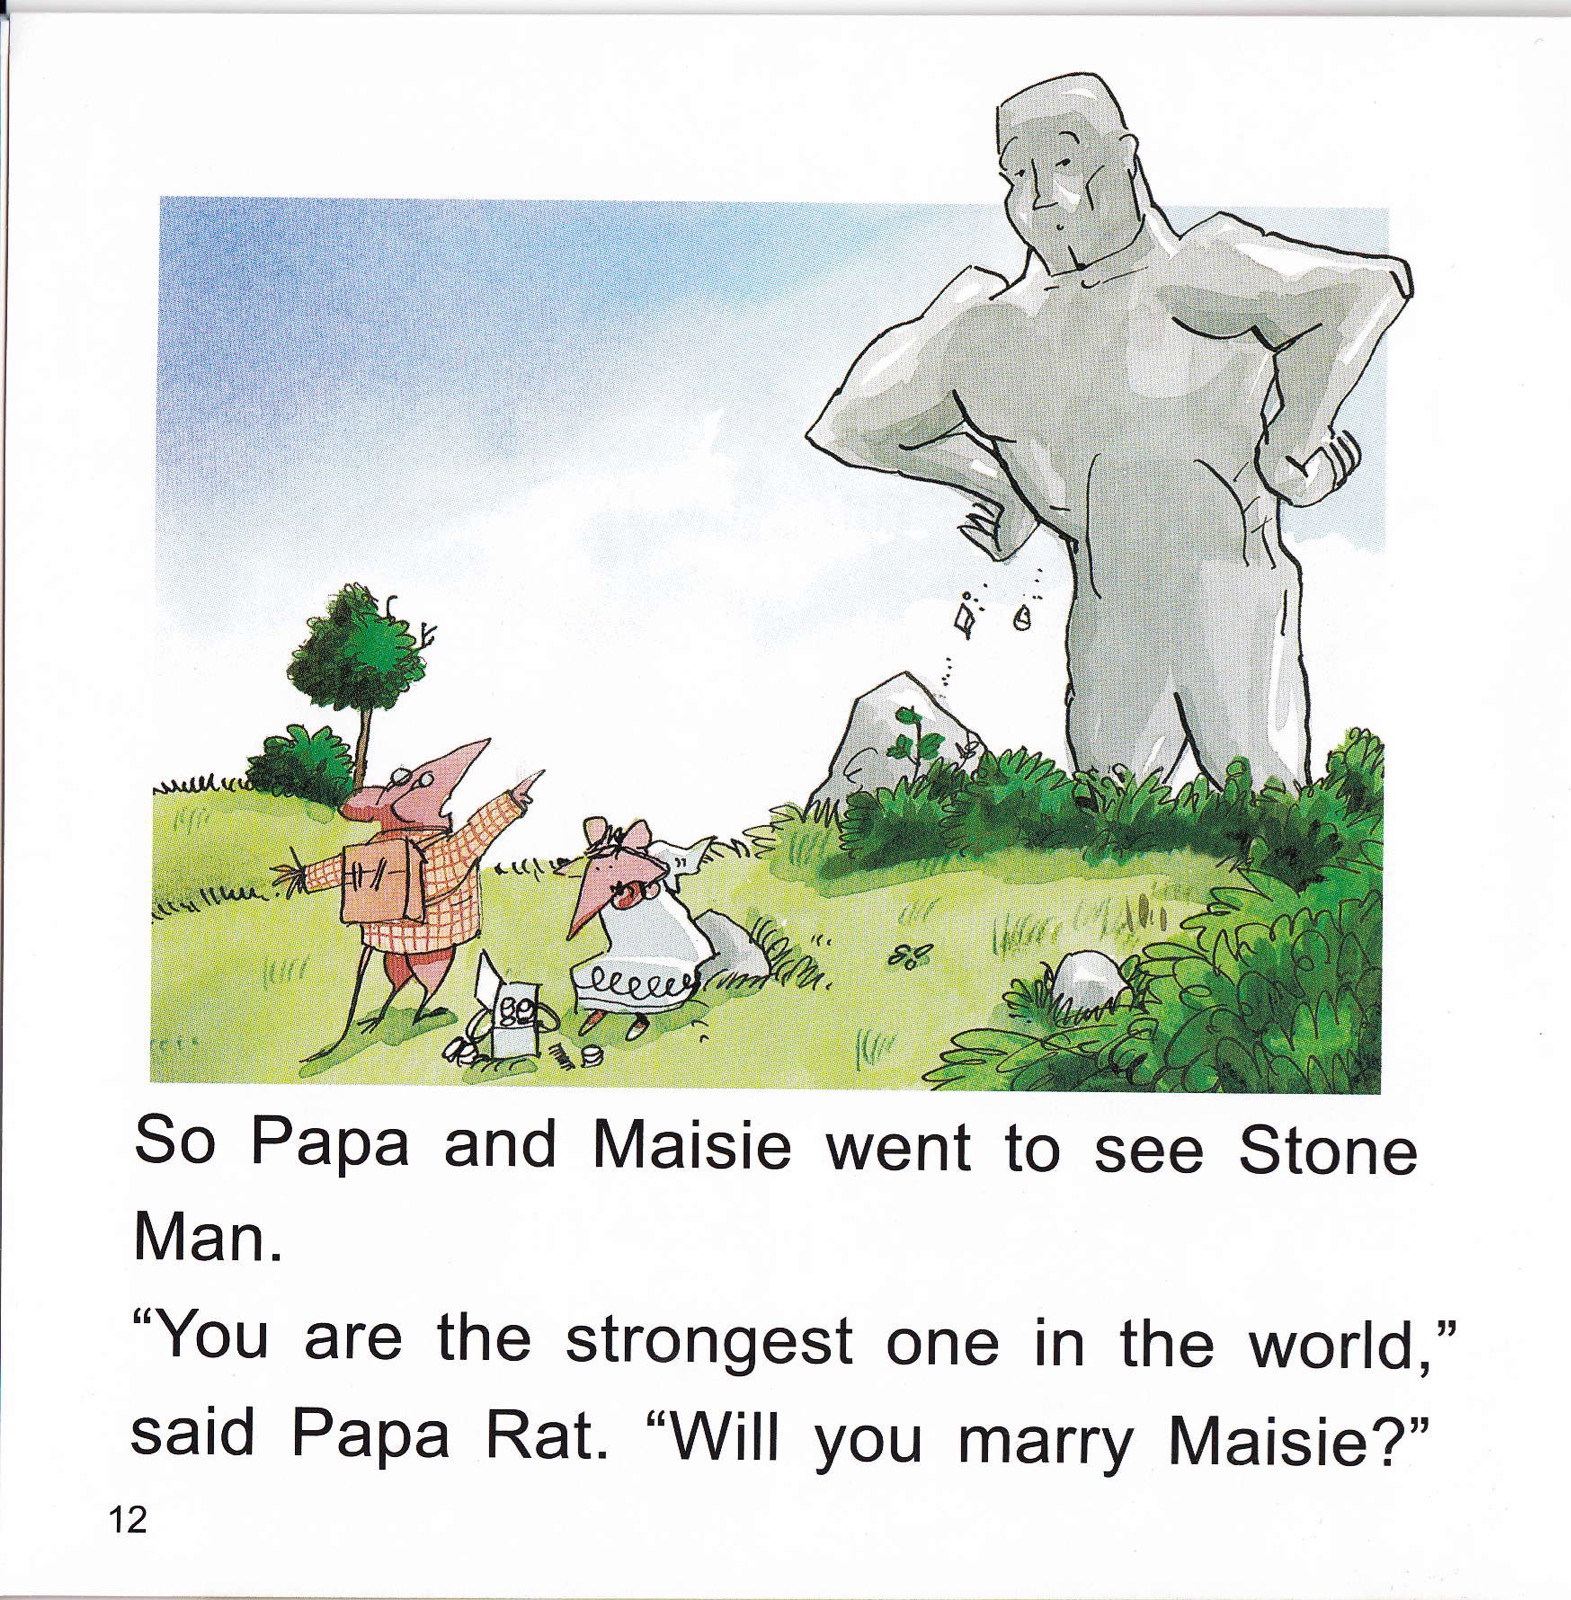 So Papa and Maisie went to see Stone
Man.
“You are the strongest one in the world,”
said Papa Rat. “Will you marry Maisie?”
12